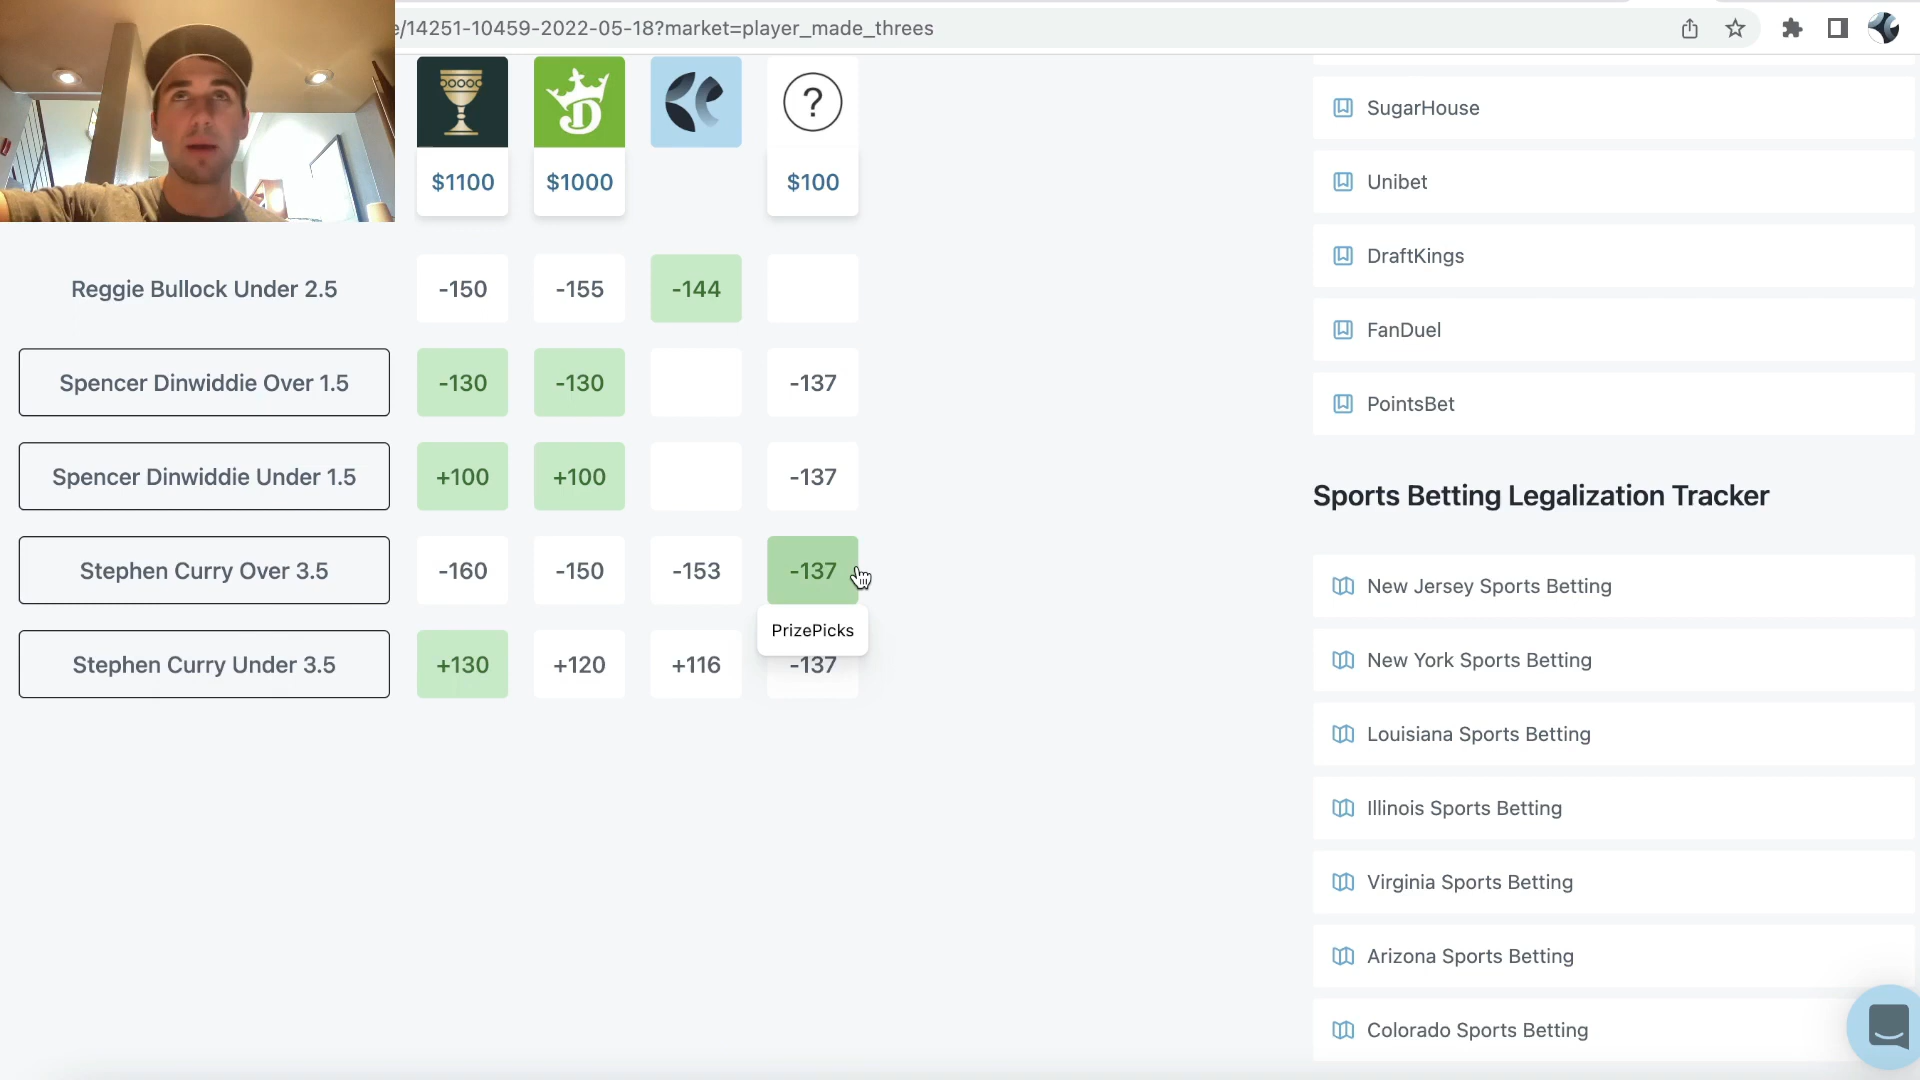 e/14251-10459-2022-05-18?market=player_made_threes
?
$1100 $1000 $100
Reggie Bullock Under 2.5 -150 -155 -144
Spencer Dinwiddie Over 1.5 -130 -130 -137
Spencer Dinwiddie Under 1.5 +100 +100 -137
Stephen Curry Over 3.5 -160 -150 -153 -137
PrizePicks
Stephen Curry Under 3.5 +130 +120 +116 -137
SugarHouse
Unibet
DraftKings
FanDuel
PointsBet
Sports Betting Legalization Tracker
New Jersey Sports Betting
New York Sports Betting
Louisiana Sports Betting
Illinois Sports Betting
Virginia Sports Betting
Arizona Sports Betting
Colorado Sports Betting